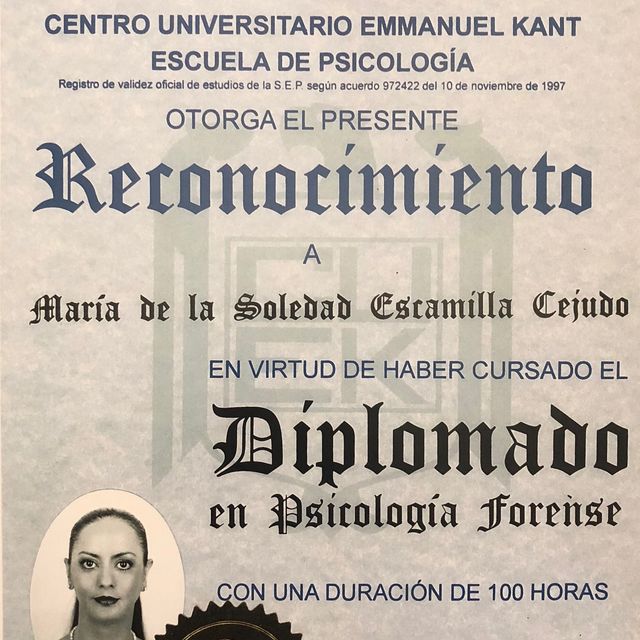 CENTRO UNIVERSITARIO EMMANUEL KANT
ESCUELA DE PSICOLOGÍA
Registro de validez oficial de estudios de la S.E.P. según acuerdo 972422 del 10 de noviembre de 1997
OTORGA EL PRESENTE
Reconocimiento
A
María de la Soledad Escamilla Cejudo
EN VIRTUD DE HABER CURSADO EL
Diplomado
en Psicología Forense
CON UNA DURACIÓN DE 100 HORAS
CU
EK